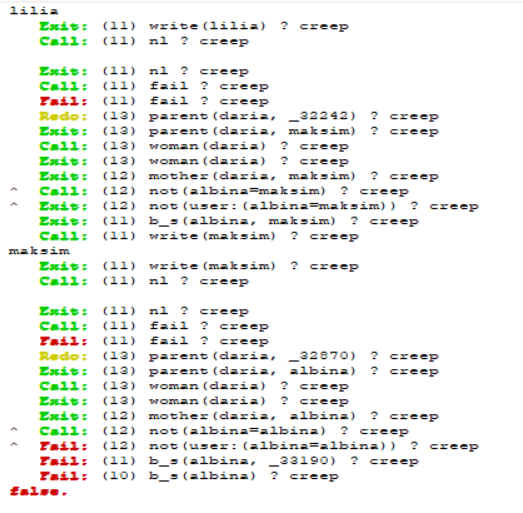 lilia
Exit: (11) write(lilia) ? creep
Call: (11) nl ? creep
Exit: (11) nl ? creep
Call: (11) fail ? creep
Fail: (11) fail ? creep
Redo: (13) parent(daria, _32242) ? creep
Exit: (13) parent(daria, maksim) ? creep
Call: (13) woman(daria) ? creep
Exit: (13) woman(daria) ? creep
Exit: (12) mother(daria, maksim) ? creep
^ Call: (12) not(albina=maksim) ? creep
^ Exit: (12) not(user:(albina=maksim)) ? creep
Exit: (11) b_s(albina, maksim) ? creep
Call: (11) write(maksim) ? creep
maksim
Exit: (11) write(maksim) ? creep
Call: (11) nl ? creep
Exit: (11) nl ? creep
Call: (11) fail ? creep
Fail: (11) fail ? creep
Redo: (13) parent(daria, _32870) ? creep
Exit: (13) parent(daria, albina) ? creep
Call: (13) woman(daria) ? creep
Exit: (13) woman(daria) ? creep
Exit: (12) mother(daria, albina) ? creep
^ Call: (12) not(albina=albina) ? creep
^ Fail: (12) not(user:(albina=albina)) ? creep
Fail: (11) b_s(albina, _33190) ? creep
Fail: (10) b_s(albina) ? creep
false.